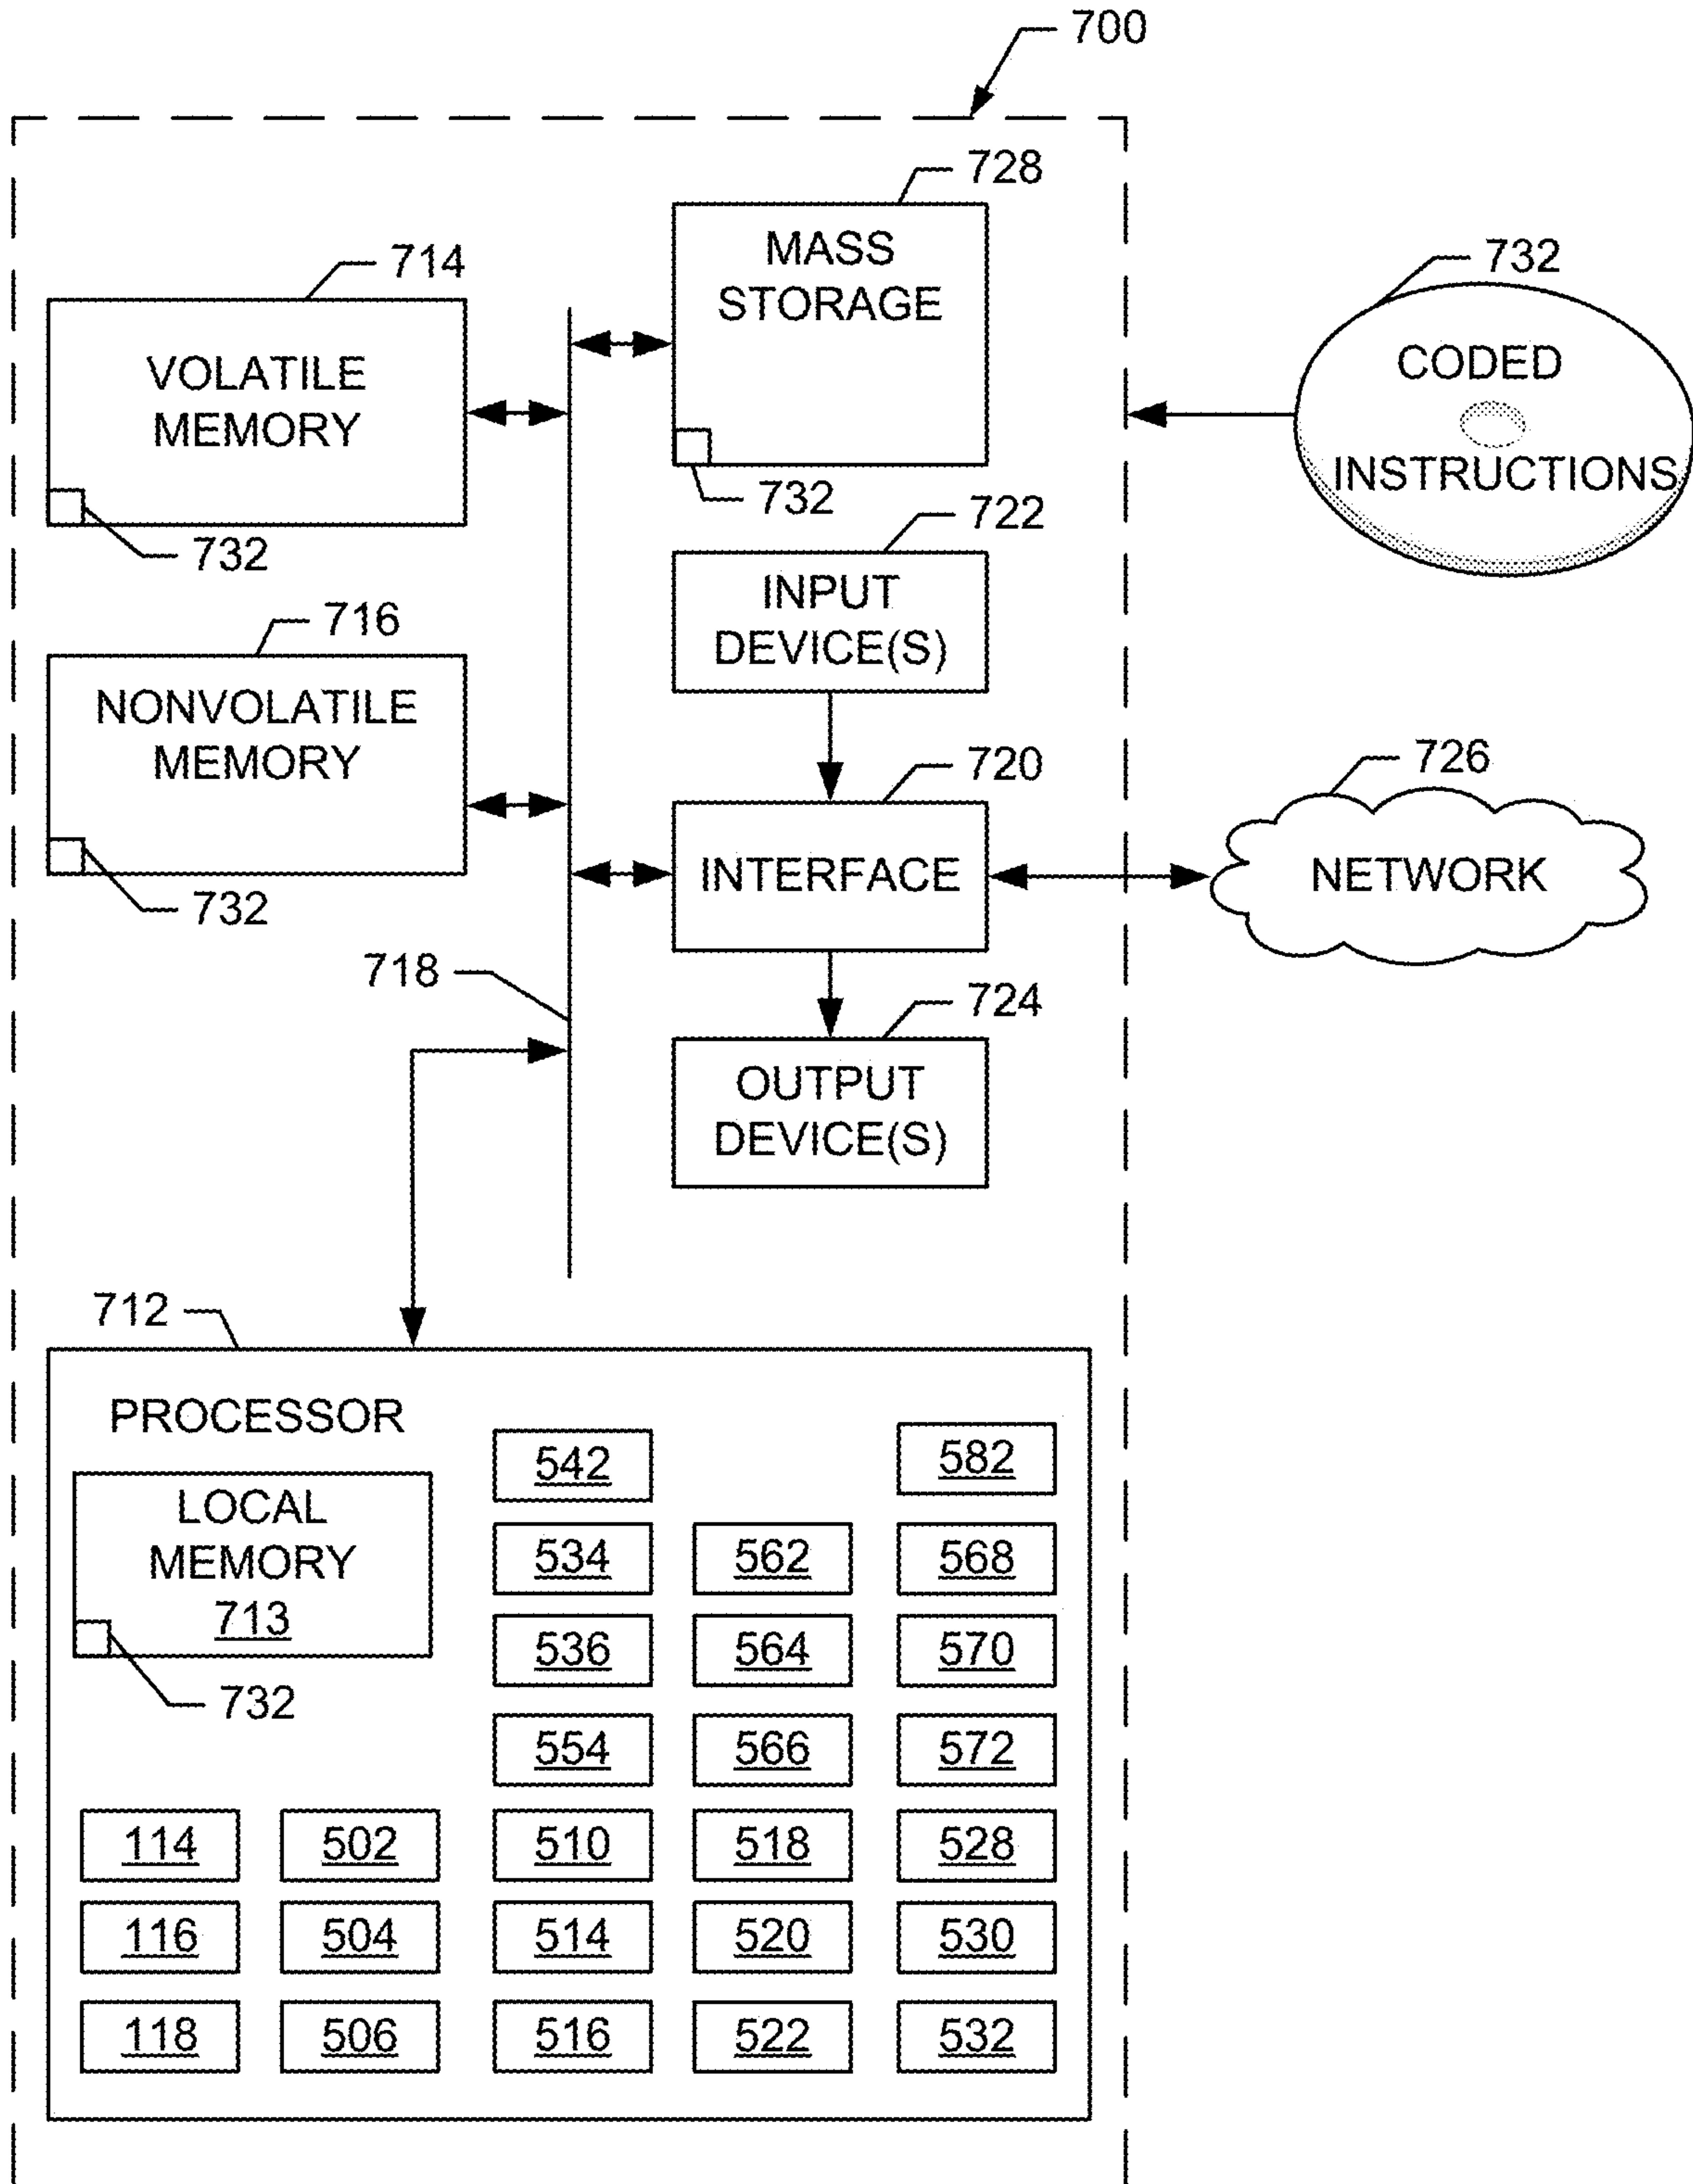 700
728
MASS
STORAGE
732
714
VOLATILE
MEMORY
732
732
CODED
INSTRUCTIONS
722
INPUT
DEVICE(S)
716
NONVOLATILE
MEMORY
732
720
INTERFACE
726
NETWORK
718
724
OUTPUT
DEVICE(S)
712
PROCESSOR
LOCAL
MEMORY
713
732
542 582
534 562 568
536 564 570
554 566 572
114 502 510 518 528
116 504 514 520 530
118 506 516 522 532